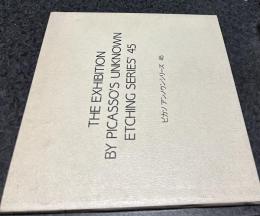 THE EXHIBITION
BY PICASSO'S UNKNOWN
ETCHING SERIES '45
ピカソ アンノウンシリーズ 45